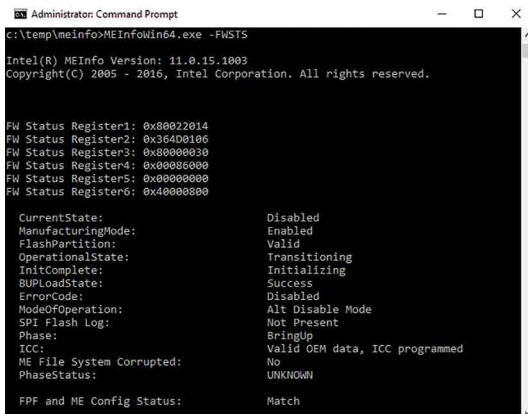 Administrator: Command Prompt
c:\temp\meinfo>MEInfoWin64.exe -FWSTS
Intel(R) MEInfo Version: 11.0.15.1003
Copyright(C) 2005 - 2016, Intel Corporation. All rights reserved.
FW Status Register1: 0x80022014
FW Status Register2: 0x364D0106
FW Status Register3: 0x80000030
FW Status Register4: 0x00086000
FW Status Register5: 0x00000000
FW Status Register6: 0x40000800
CurrentState: Disabled
ManufacturingMode: Enabled
FlashPartition: Valid
OperationalState: Transitioning
InitComplete: Initializing
BUPLoadState: Success
ErrorCode: Disabled
ModeOfOperation: Alt Disable Mode
SPI Flash Log: Not Present
Phase: BringUp
ICC: Valid OEM data, ICC programmed
ME File System Corrupted: No
PhaseStatus: UNKNOWN
FPF and ME Config Status: Match